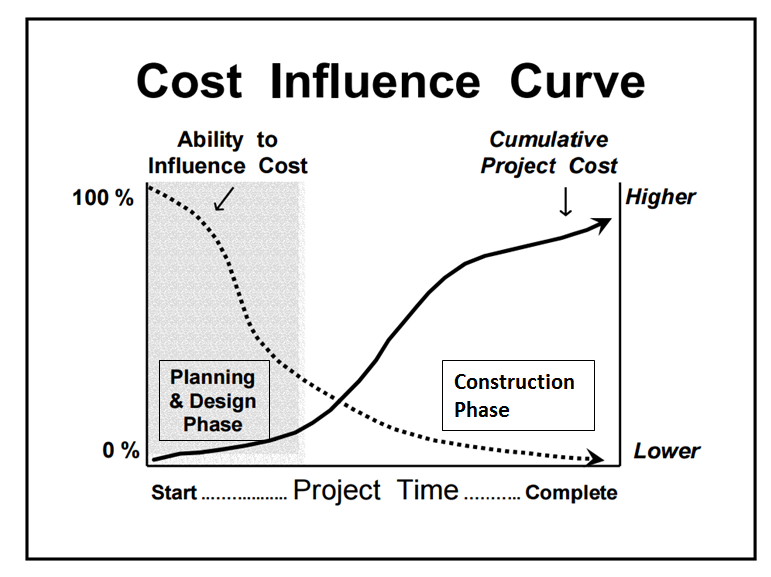 Cost Influence Curve
Ability to
Influence Cost
Cumulative
Project Cost
100 %
Higher
Planning
& Design
Phase
Construction
Phase
0 %
Lower
Start ................... Project Time ........... Complete